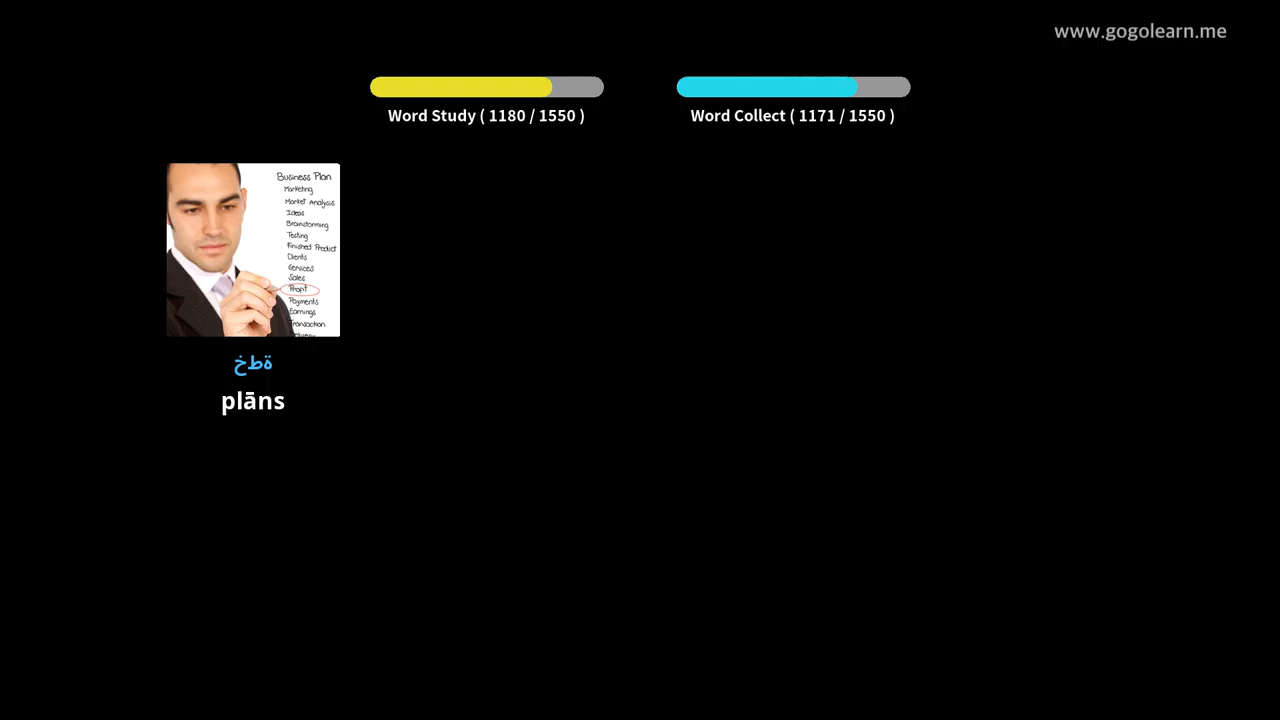 www.gogolearn.me
Word Study ( 1180 / 1550 )
Word Collect ( 1171 / 1550 )
Business Plan
Marketing
Market Analysis
Ideas
Brainstorming
Testing
Finished Product
Clients
Services
Sales
Profit
Payments
Earnings
Transaction
خطة
plāns